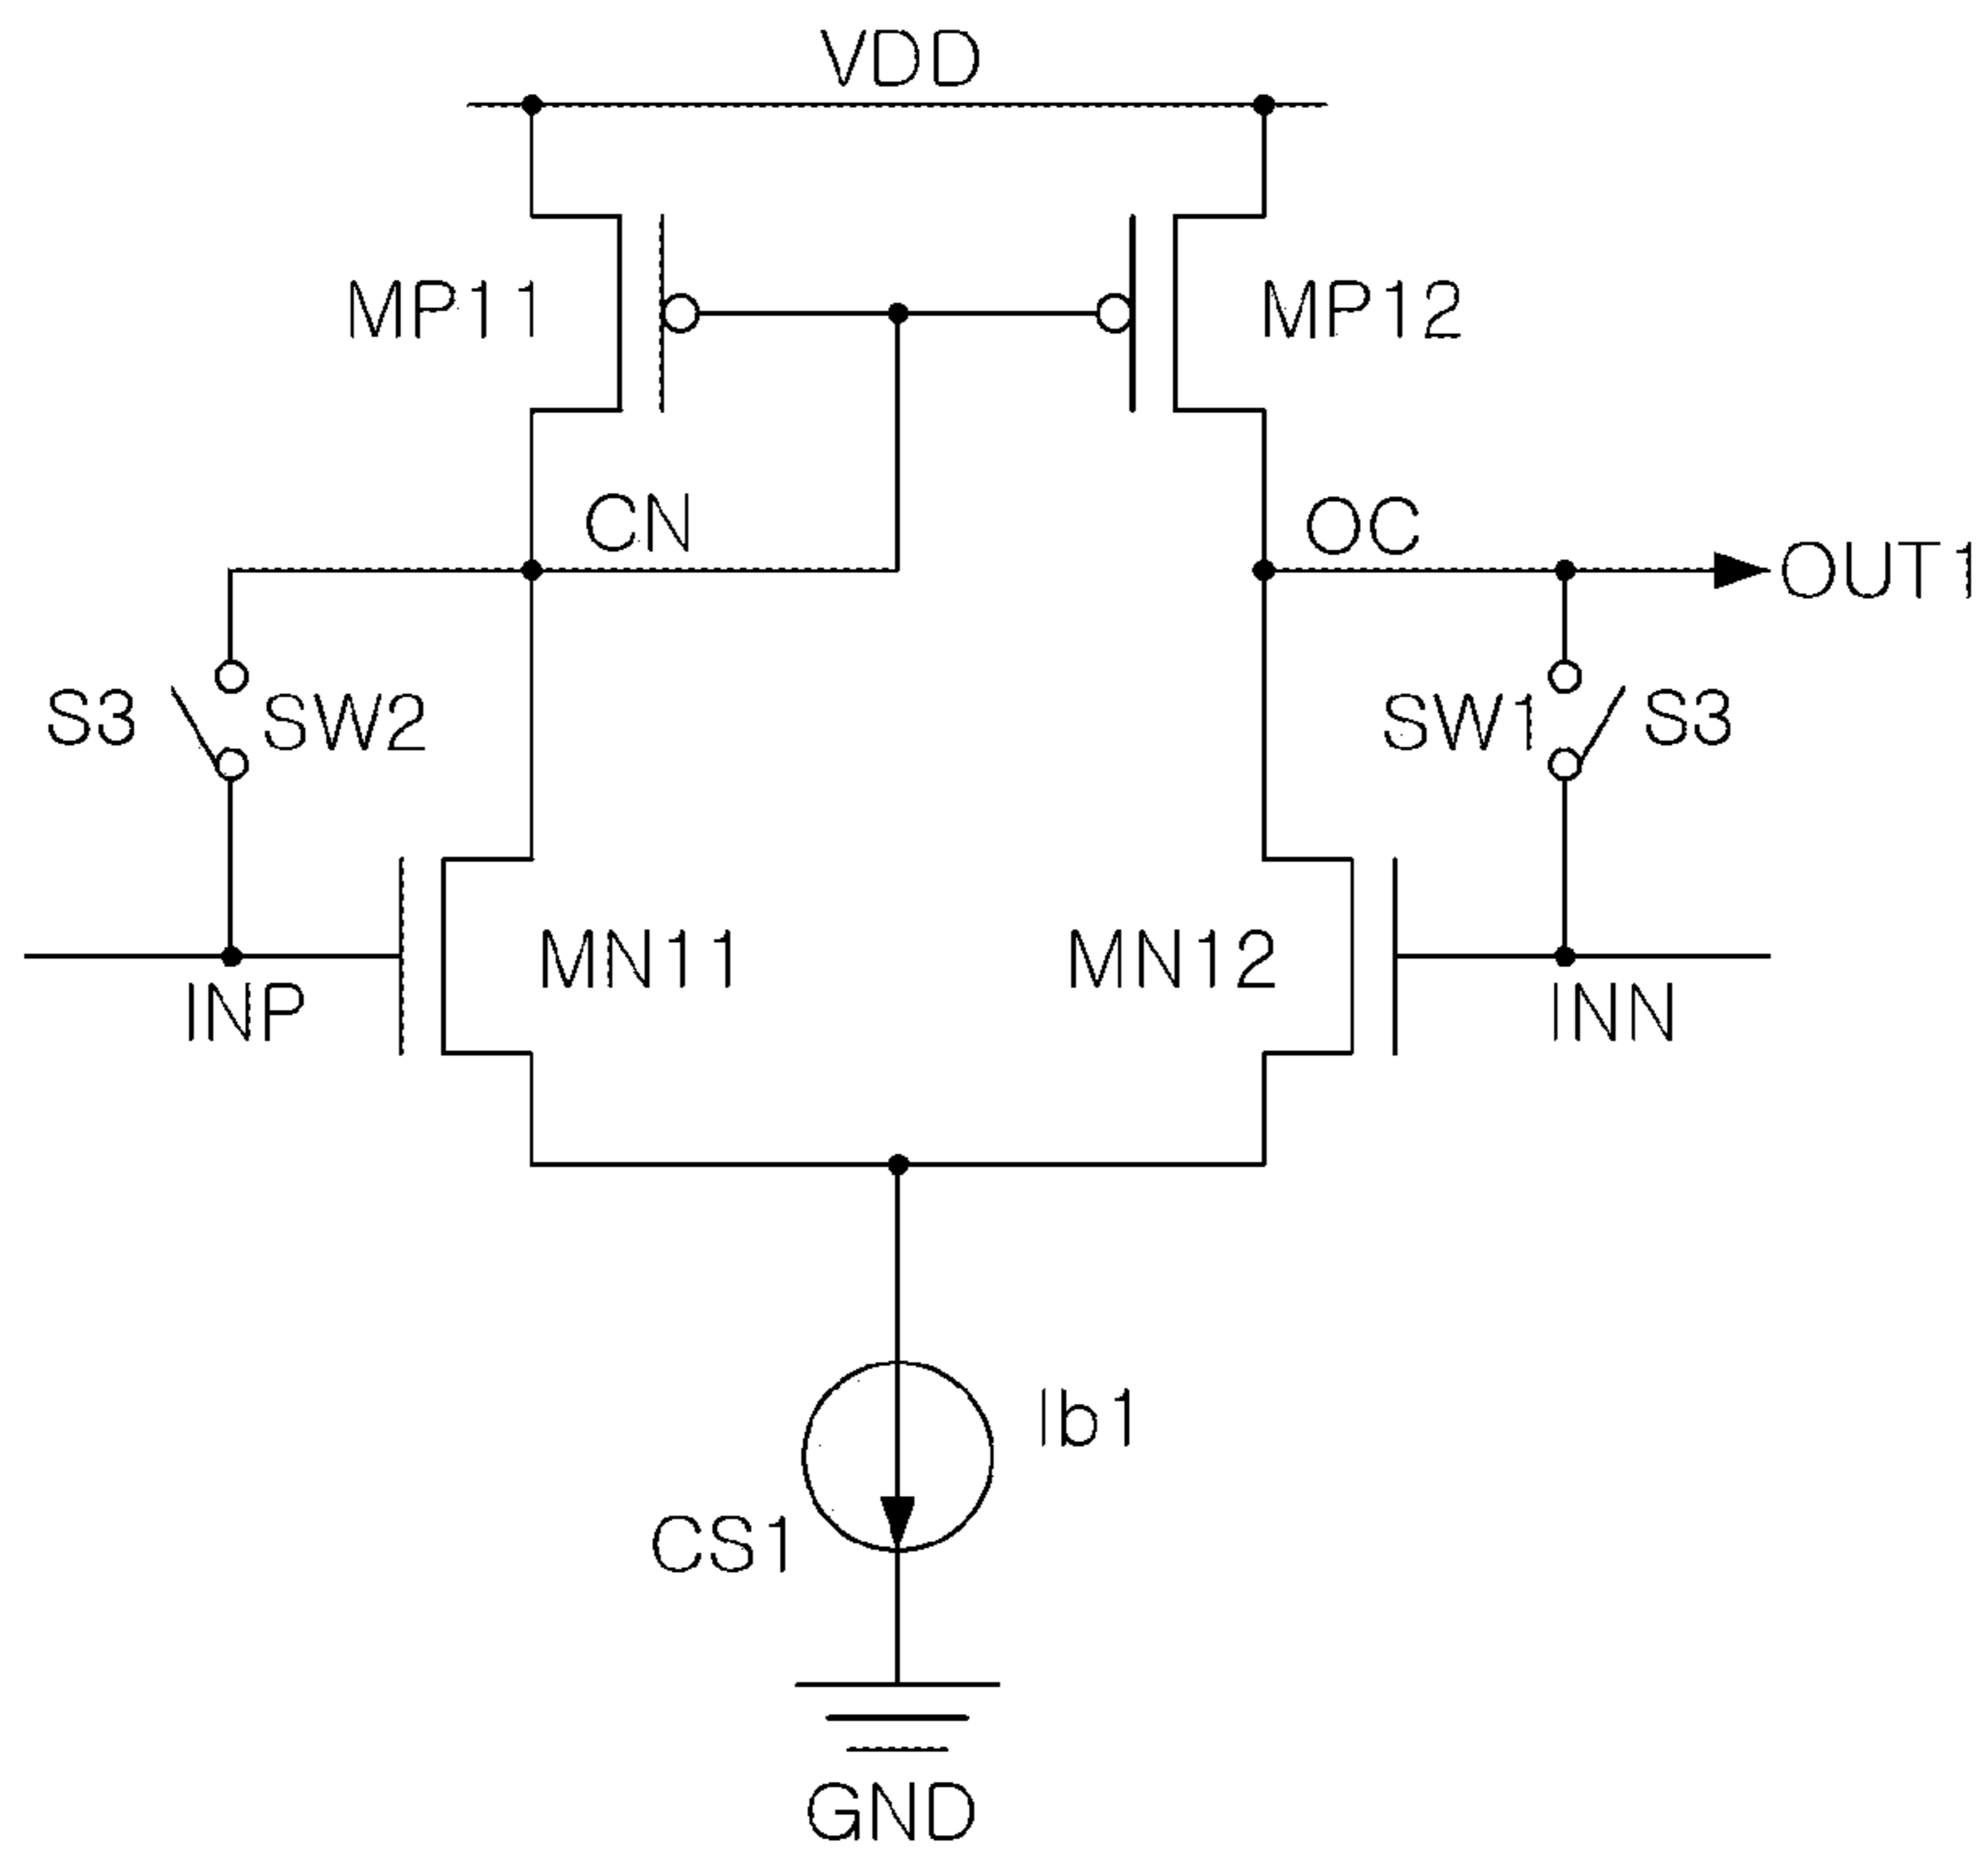 VDD
MP11
MP12
CN
OC
OUT1
S3
SW2
SW1
S3
MN11
MN12
INP
INN
Ib1
CS1
GND